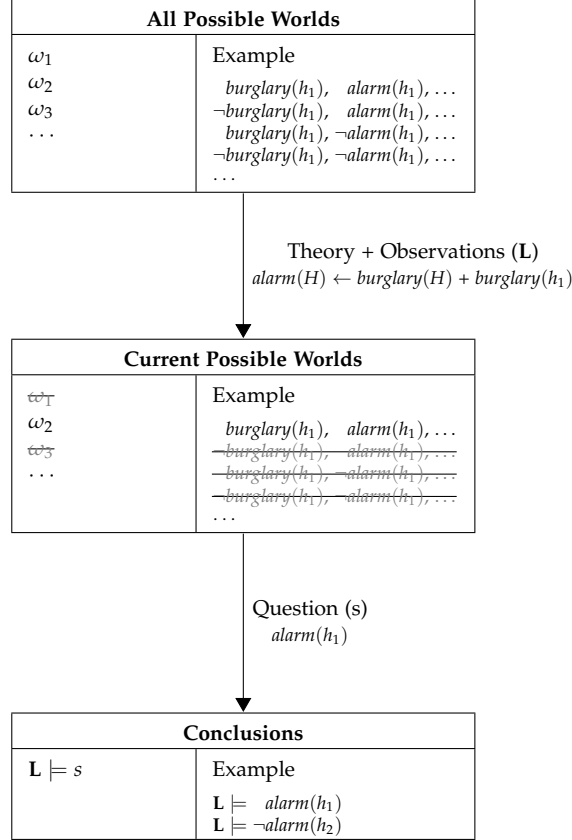 All Possible Worlds
ω₁
ω₂
ω₃
. . .
Example
burglary(h₁), alarm(h₁), . . .
¬burglary(h₁), alarm(h₁), . . .
burglary(h₁), ¬alarm(h₁), . . .
¬burglary(h₁), ¬alarm(h₁), . . .
. . .
Theory + Observations (L)
alarm(H) ← burglary(H) + burglary(h₁)
Current Possible Worlds
ω₁
ω₂
ω₃
. . .
Example
burglary(h₁), alarm(h₁), . . .
¬burglary(h₁), alarm(h₁), . . .
burglary(h₁), ¬alarm(h₁), . . .
¬burglary(h₁), ¬alarm(h₁), . . .
. . .
Question (s)
alarm(h₁)
Conclusions
L ⊨ s
Example
L ⊨ alarm(h₁)
L ⊨ ¬alarm(h₂)